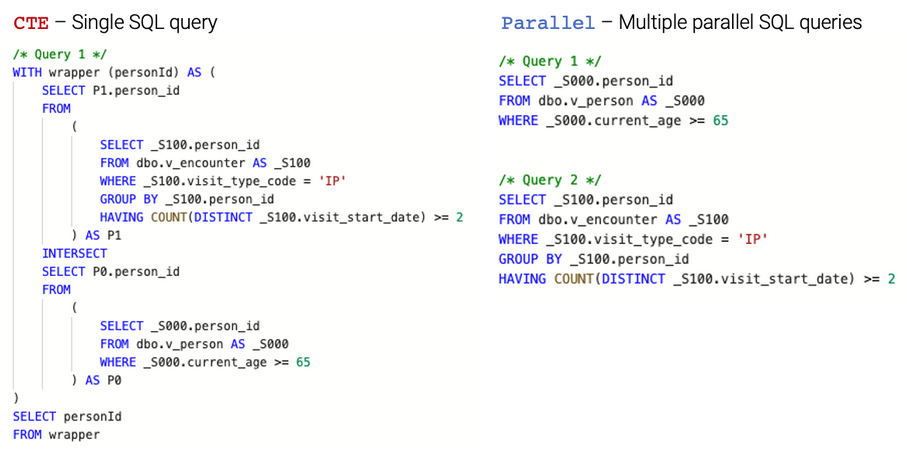 CTE – Single SQL query
/* Query 1 */
WITH wrapper (personId) AS (
SELECT P1.person_id
FROM
(
SELECT _S100.person_id
FROM dbo.v_encounter AS _S100
WHERE _S100.visit_type_code = 'IP'
GROUP BY _S100.person_id
HAVING COUNT(DISTINCT _S100.visit_start_date) >= 2
) AS P1
INTERSECT
SELECT P0.person_id
FROM
(
SELECT _S000.person_id
FROM dbo.v_person AS _S000
WHERE _S000.current_age >= 65
) AS P0
)
SELECT personId
FROM wrapper
Parallel – Multiple parallel SQL queries
/* Query 1 */
SELECT _S000.person_id
FROM dbo.v_person AS _S000
WHERE _S000.current_age >= 65
/* Query 2 */
SELECT _S100.person_id
FROM dbo.v_encounter AS _S100
WHERE _S100.visit_type_code = 'IP'
GROUP BY _S100.person_id
HAVING COUNT(DISTINCT _S100.visit_start_date) >= 2